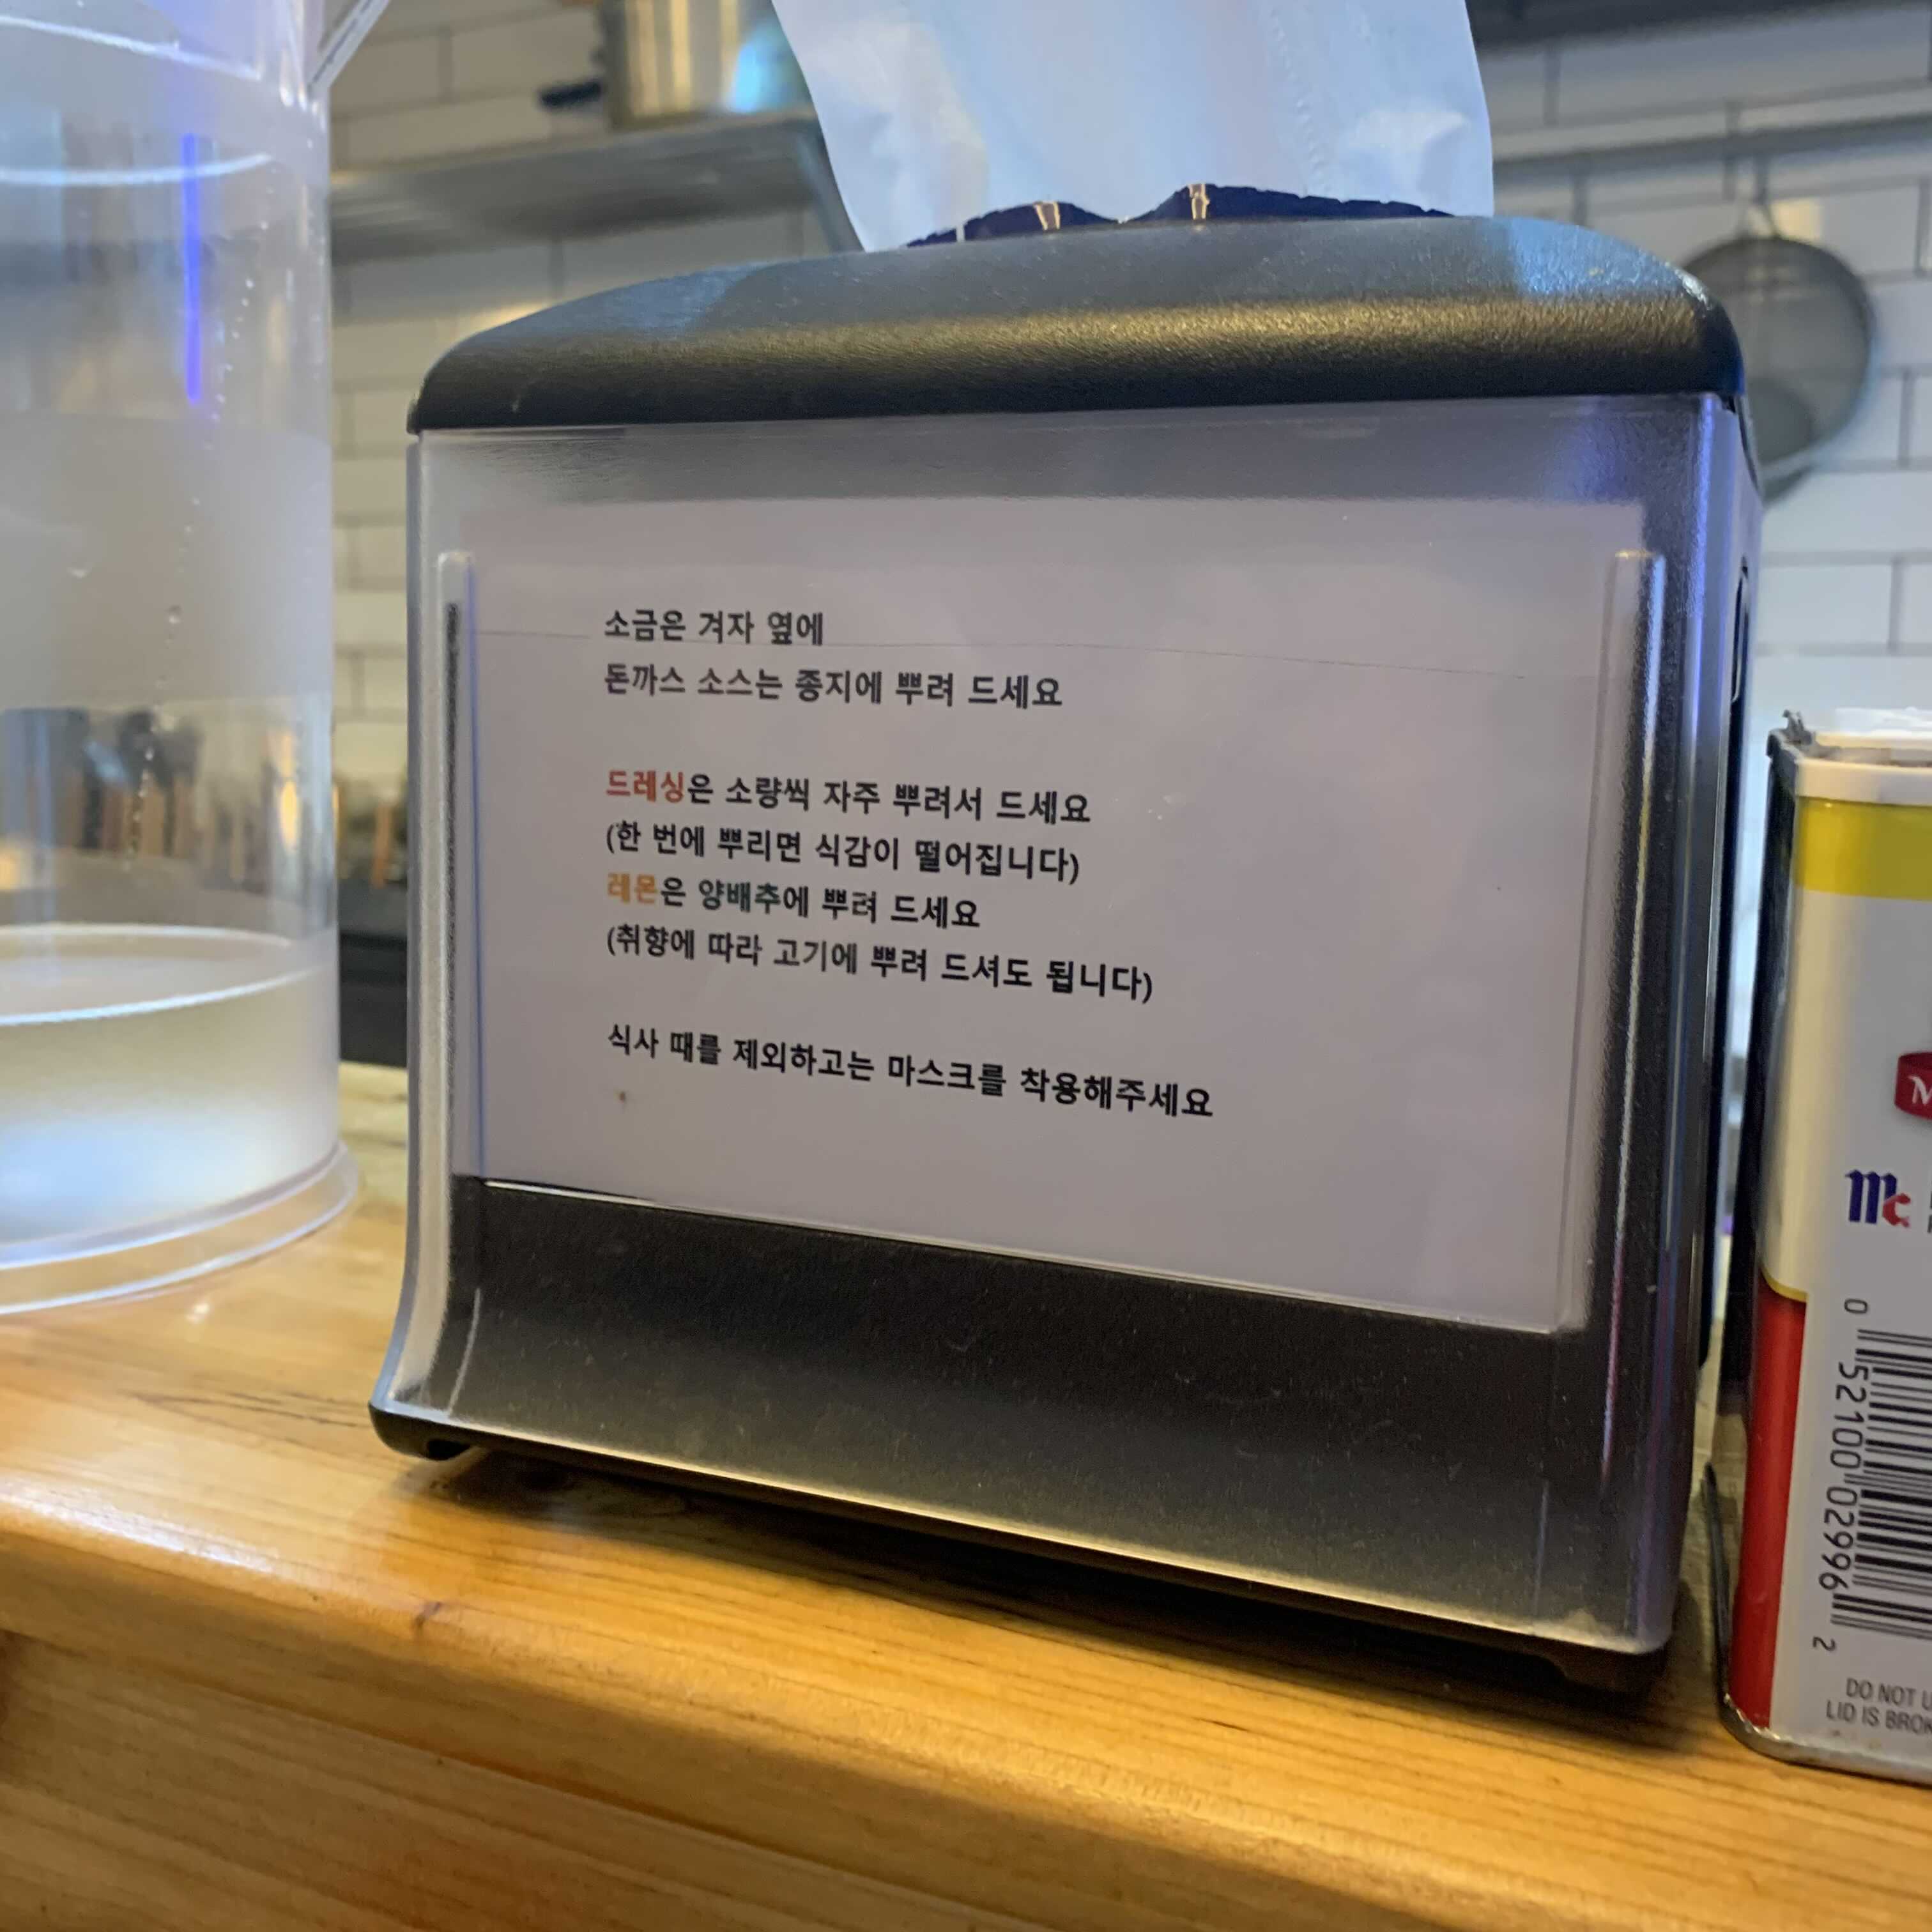 소금은 겨자 옆에
돈까스 소스는 종지에 뿌려 드세요
드레싱은 소량씩 자주 뿌려서 드세요
(한 번에 뿌리면 식감이 떨어집니다)
레몬은 양배추에 뿌려 드세요
(취향에 따라 고기에 뿌려 드셔도 됩니다)
식사 때를 제외하고는 마스크를 착용해주세요
Mc
0 52100 02996 2
DO NOT
LID IS